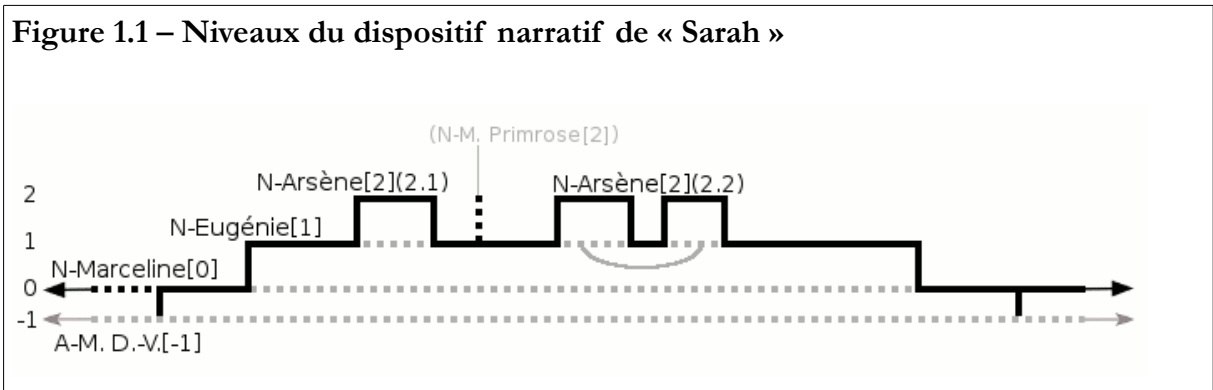 Figure 1.1 – Niveaux du dispositif narratif de « Sarah »
(N-M. Primrose[2])
N-Arsène[2](2.1) N-Arsène[2](2.2)
2
N-Eugénie[1]
1
N-Marceline[0]
0
-1
A-M. D.-V.[-1]